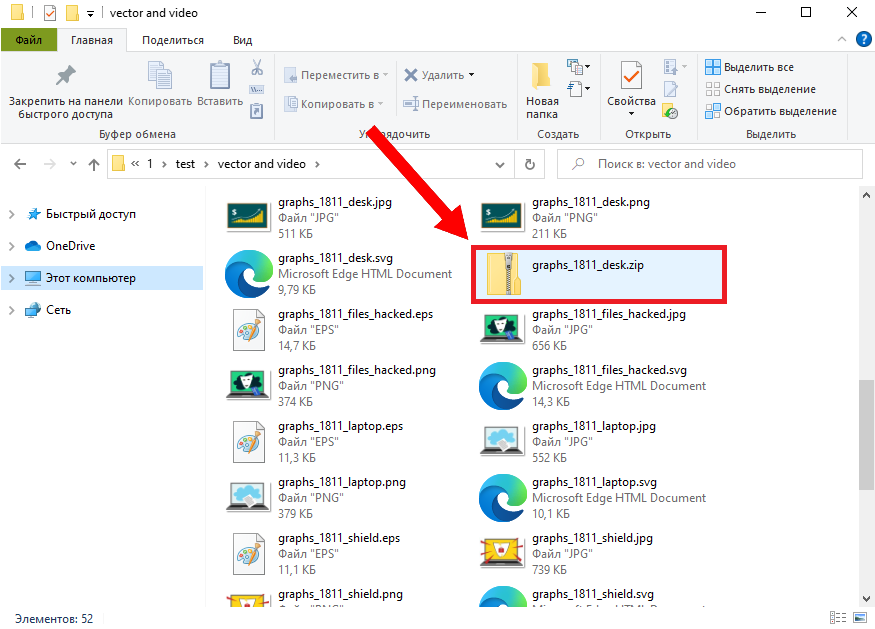 vector and video
Файл
Главная
Поделиться
Вид
Закрепить на панели
быстрого доступа
Копировать
Вставить
Переместить в
Копировать в
Удалить
Переименовать
Новая
папка
Свойства
Выделить все
Снять выделение
Обратить выделение
Буфер обмена
Создать
Открыть
Выделить
« 1 > test > vector and video >
Поиск в: vector and video
Быстрый доступ
OneDrive
Этот компьютер
Сеть
graphs_1811_desk.jpg
Файл "JPG"
511 КБ
graphs_1811_desk.png
Файл "PNG"
211 КБ
graphs_1811_desk.svg
Microsoft Edge HTML Document
9,79 КБ
graphs_1811_desk.zip
graphs_1811_files_hacked.eps
Файл "EPS"
14,7 КБ
graphs_1811_files_hacked.jpg
Файл "JPG"
656 КБ
graphs_1811_files_hacked.png
Файл "PNG"
374 КБ
graphs_1811_files_hacked.svg
Microsoft Edge HTML Document
14,3 КБ
graphs_1811_laptop.eps
Файл "EPS"
11,3 КБ
graphs_1811_laptop.jpg
Файл "JPG"
552 КБ
graphs_1811_laptop.png
Файл "PNG"
379 КБ
graphs_1811_laptop.svg
Microsoft Edge HTML Document
10,1 КБ
graphs_1811_shield.eps
Файл "EPS"
11,1 КБ
graphs_1811_shield.jpg
Файл "JPG"
739 КБ
graphs_1811_shield.png
graphs_1811_shield.svg
Элементов: 52